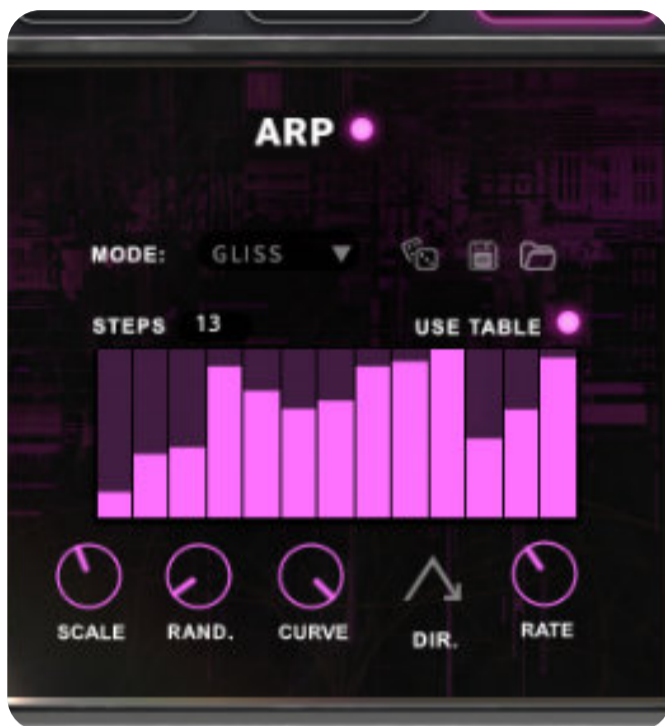 ARP
MODE: GLISS
STEPS 13 USE TABLE
SCALE RAND. CURVE DIR. RATE